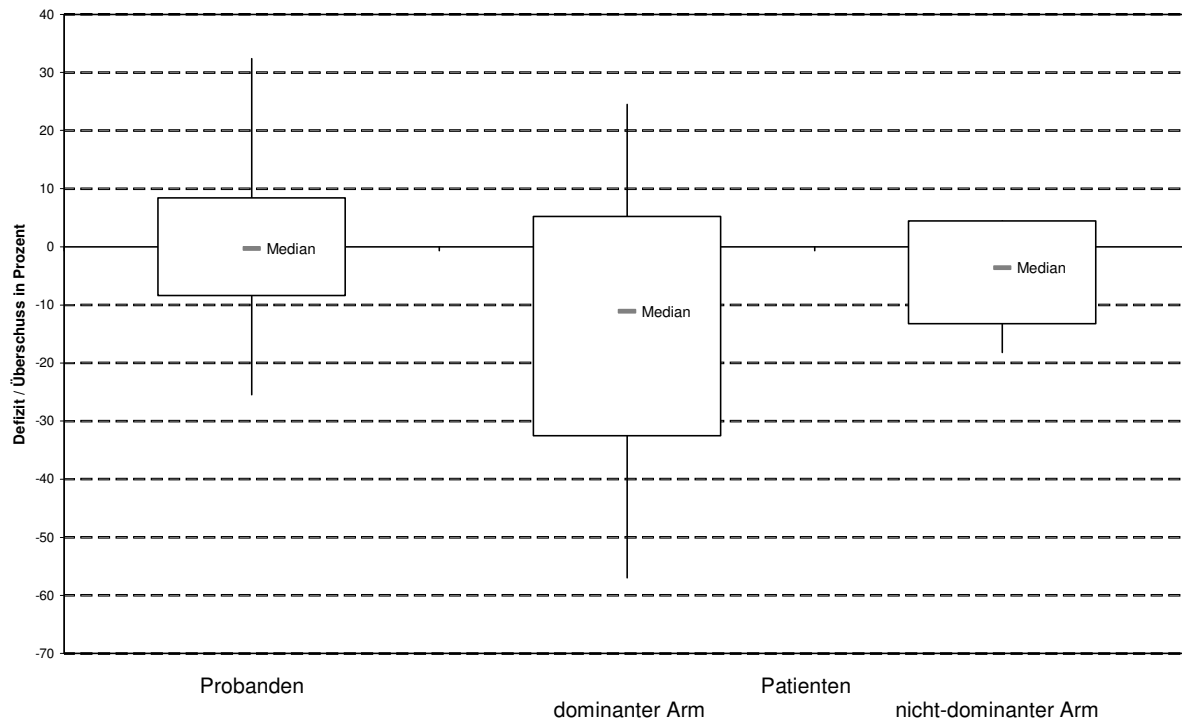 40
30
20
10
0
-10
-20
-30
-40
-50
-60
-70
Defizit / Überschuss in Prozent
Median
Median
Median
Probanden
Patienten
dominanter Arm
nicht-dominanter Arm